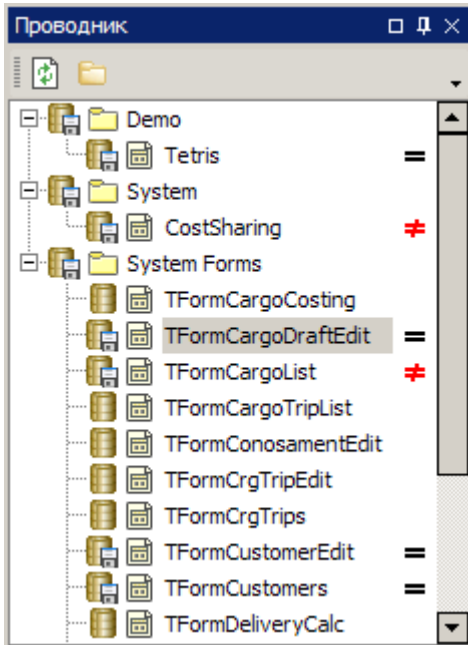 Проводник
Demo
Tetris =
System
CostSharing ≠
System Forms
TFormCargoCosting
TFormCargoDraftEdit =
TFormCargoList ≠
TFormCargoTripList
TFormConosamentEdit
TFormCrgTripEdit
TFormCrgTrips
TFormCustomerEdit =
TFormCustomers =
TFormDeliveryCalc